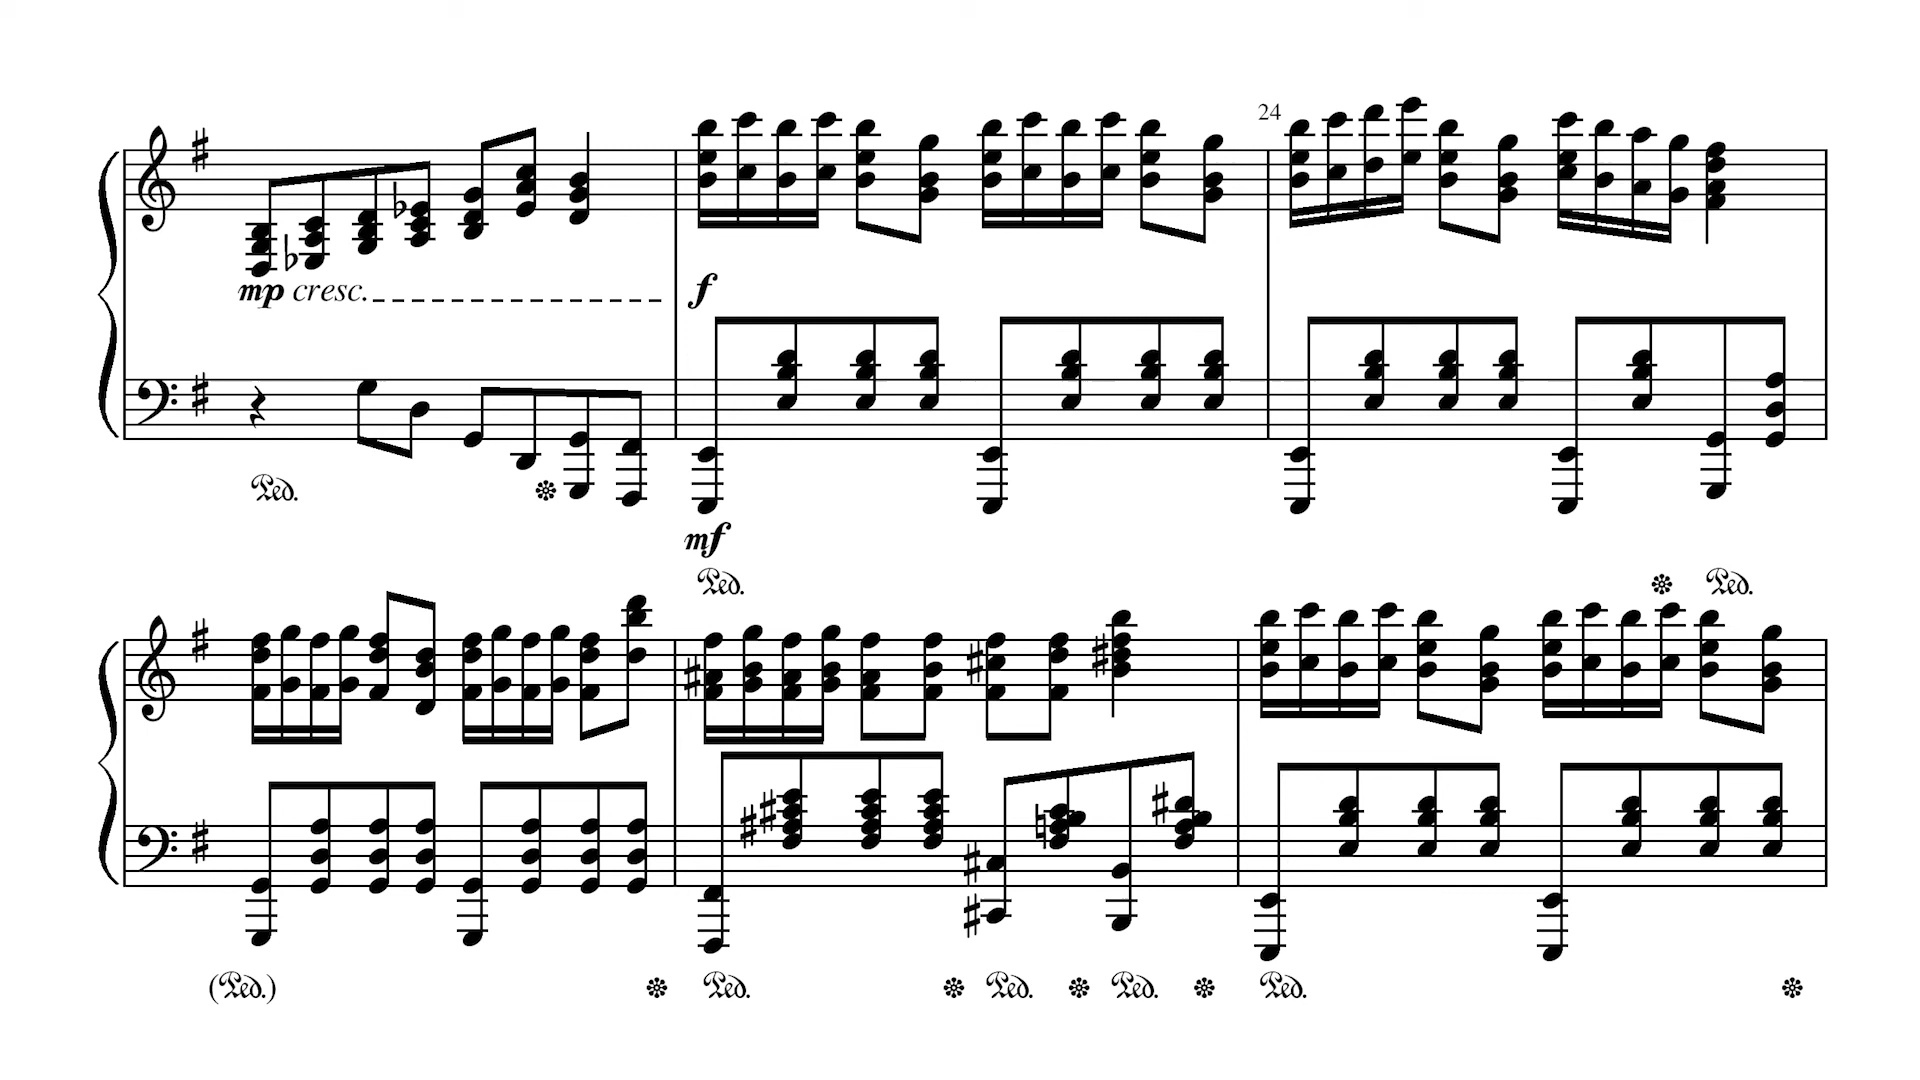 24
mp cresc.
f
Ped.
mf
Ped.
Ped.
(Ped.) Ped. Ped. Ped. Ped.